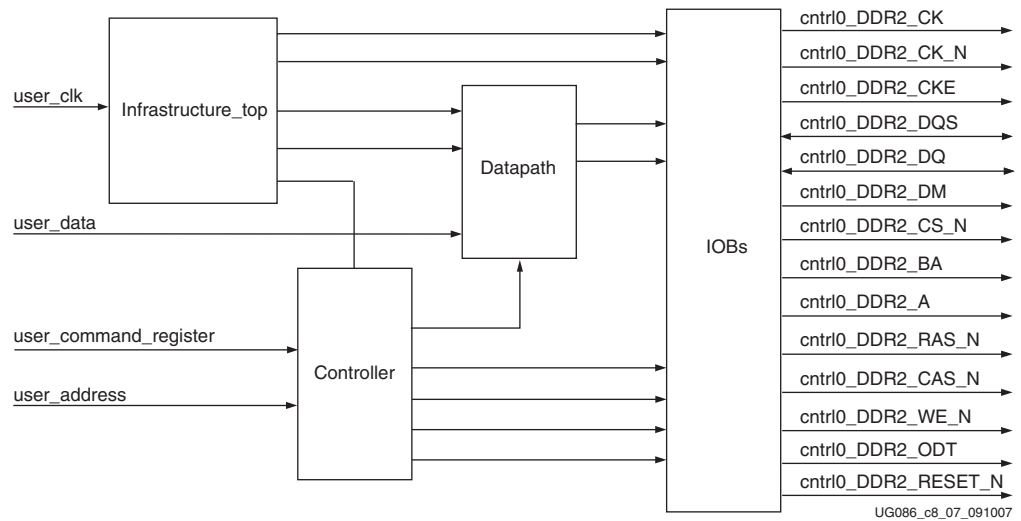 user_clk
user_data
user_command_register
user_address
Infrastructure_top
Datapath
Controller
IOBs
cntrl0_DDR2_CK
cntrl0_DDR2_CK_N
cntrl0_DDR2_CKE
cntrl0_DDR2_DQS
cntrl0_DDR2_DQ
cntrl0_DDR2_DM
cntrl0_DDR2_CS_N
cntrl0_DDR2_BA
cntrl0_DDR2_A
cntrl0_DDR2_RAS_N
cntrl0_DDR2_CAS_N
cntrl0_DDR2_WE_N
cntrl0_DDR2_ODT
cntrl0_DDR2_RESET_N
UG086_c8_07_091007